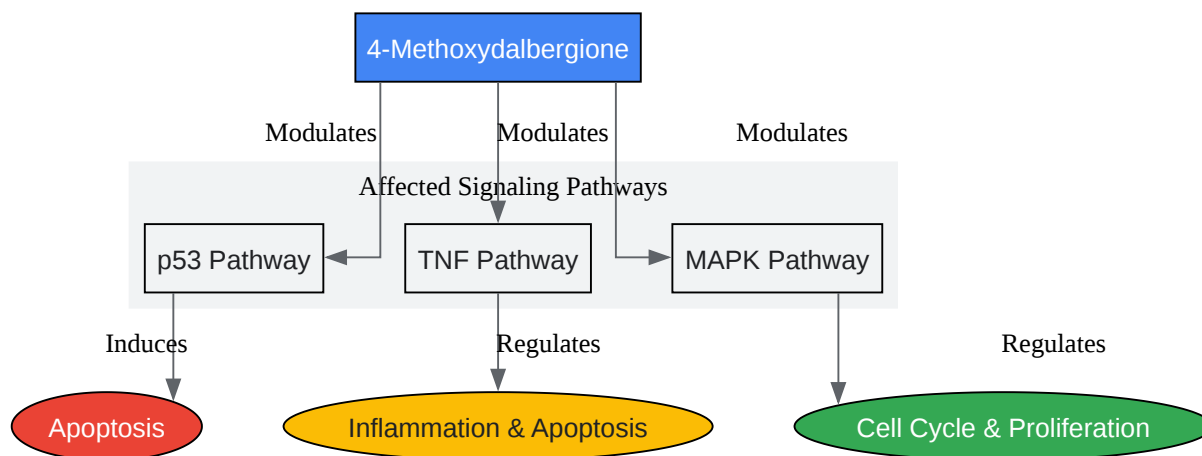 4-Methoxydalbergione
Modulates
Modulates
Modulates
Affected Signaling Pathways
p53 Pathway
TNF Pathway
MAPK Pathway
Induces
Regulates
Regulates
Apoptosis
Inflammation & Apoptosis
Cell Cycle & Proliferation